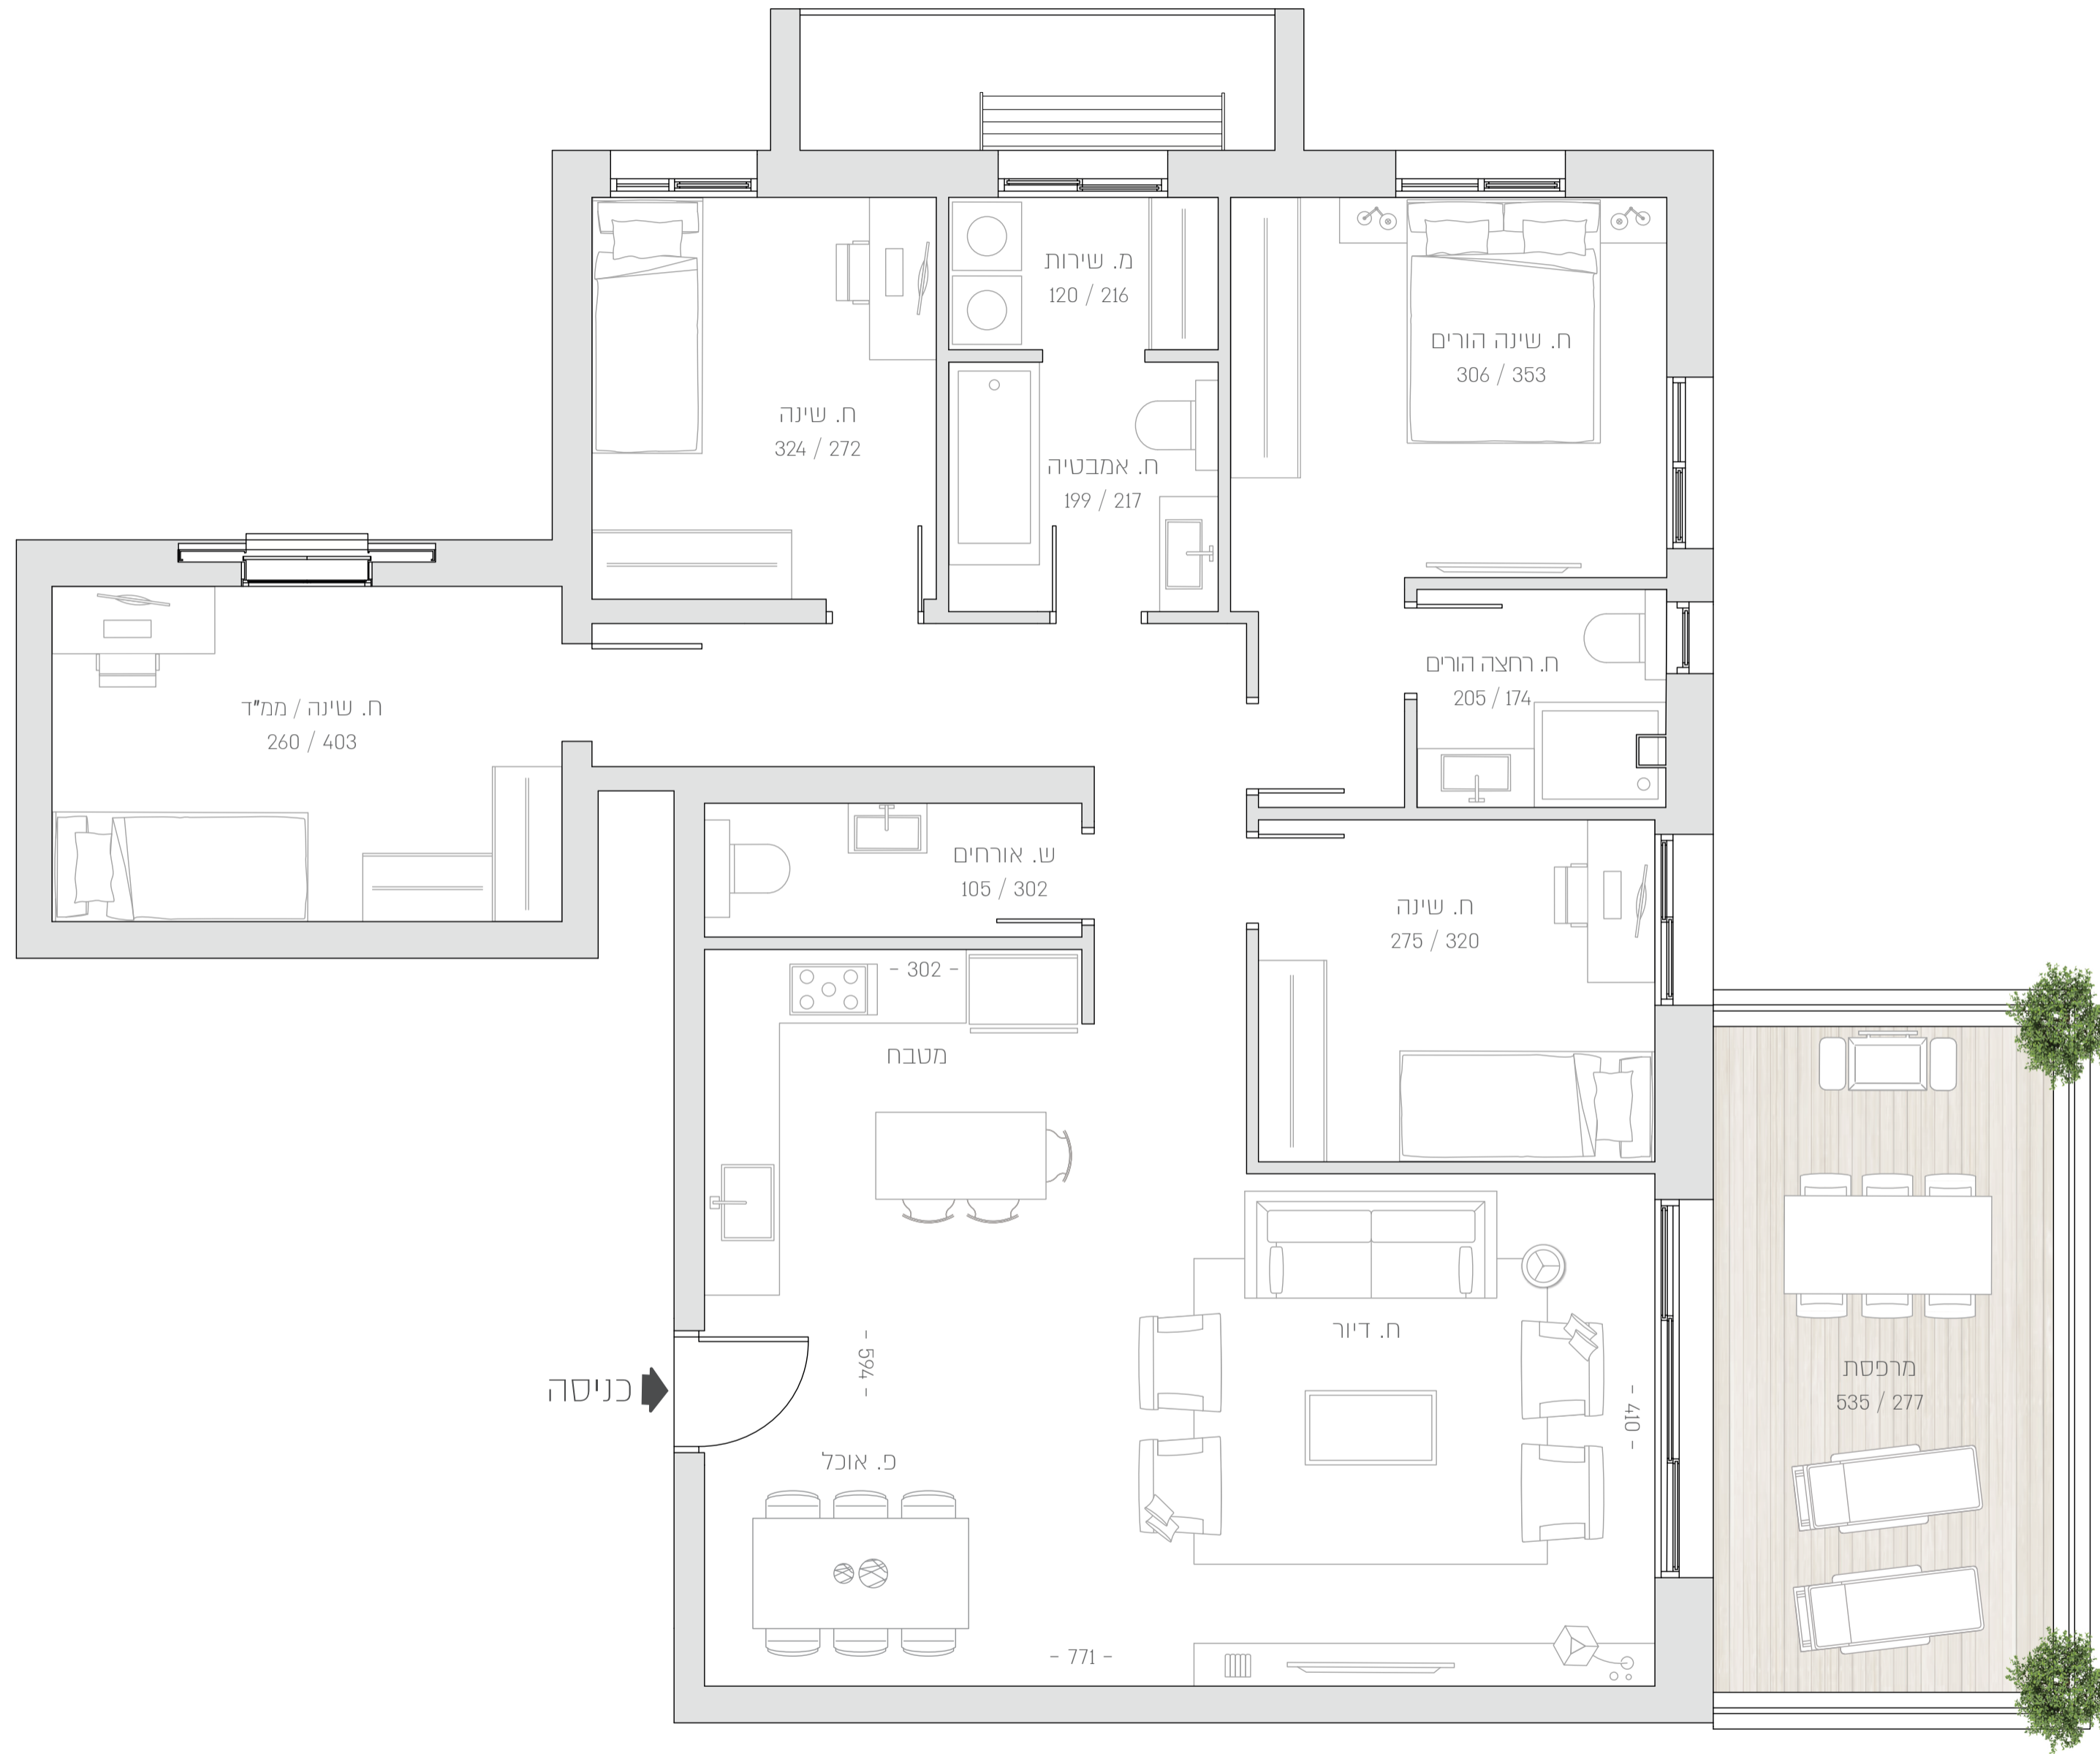 מ. שירות
120 / 216
ח. שינה הורים
306 / 353
ח. שינה
324 / 272
ח. אמבטיה
199 / 217
ח. רחצה הורים
205 / 174
ח. שינה / ממ"ד
260 / 403
ש. אורחים
105 / 302
ח. שינה
275 / 320
- 302 -
מטבח
ח. דיור
- 594 -
כניסה
- 410 -
מרפסת
535 / 277
פ. אוכל
- 771 -